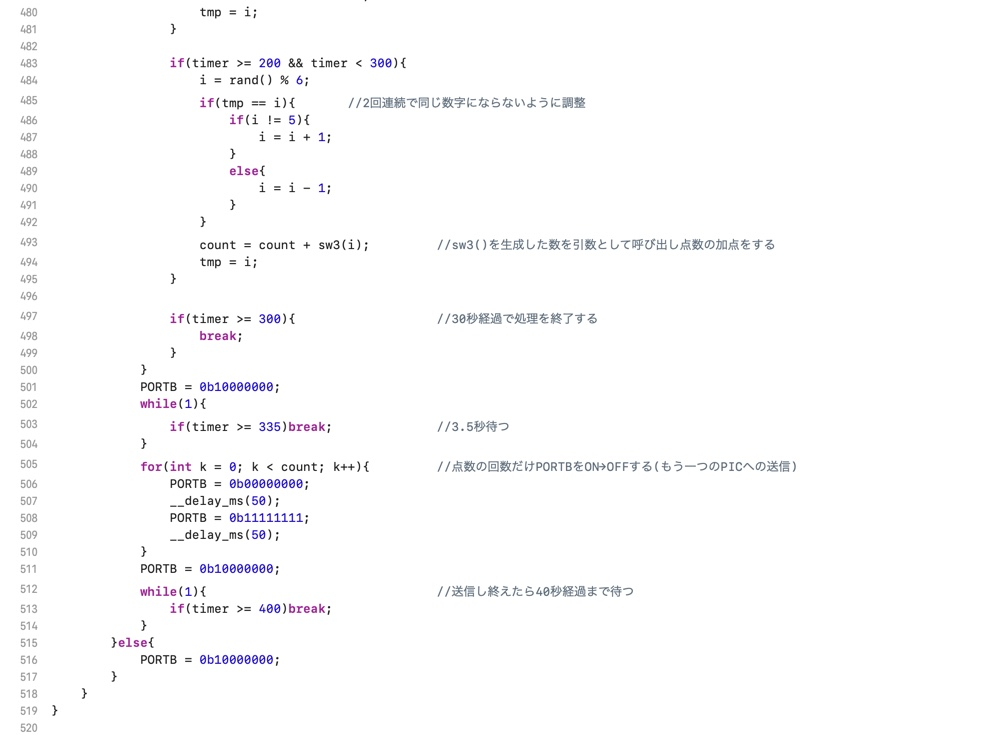 480 tmp = i;
481 }
482
483 if(timer >= 200 && timer < 300){
484 i = rand() % 6;
485 if(tmp == i){ //2回連続で同じ数字にならないように調整
486 if(i != 5){
487 i = i + 1;
488 }
489 else{
490 i = i - 1;
491 }
492 }
493 count = count + sw3(i); //sw3()を生成した数を引数として呼び出し点数の加点をする
494 tmp = i;
495 }
496
497 if(timer >= 300){ //30秒経過で処理を終了する
498 break;
499 }
500 }
501 PORTB = 0b10000000;
502 while(1){
503 if(timer >= 335)break; //3.5秒待つ
504 }
505 for(int k = 0; k < count; k++){ //点数の回数だけPORTBをON→OFFする(もう一つのPICへの送信)
506 PORTB = 0b00000000;
507 __delay_ms(50);
508 PORTB = 0b11111111;
509 __delay_ms(50);
510 }
511 PORTB = 0b10000000;
512 while(1){ //送信し終えたら40秒経過まで待つ
513 if(timer >= 400)break;
514 }
515 }else{
516 PORTB = 0b10000000;
517 }
518 }
519 }
520